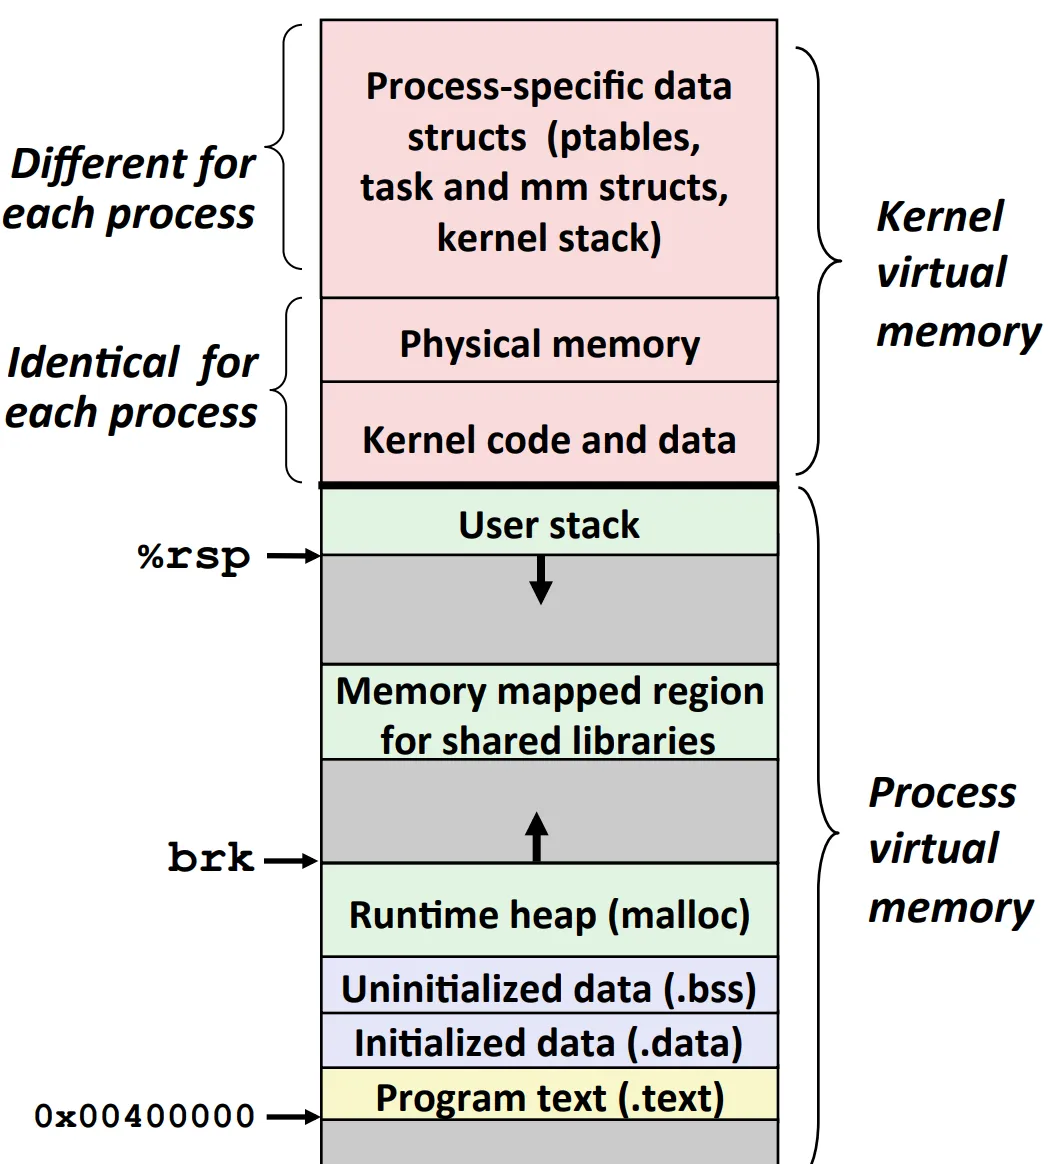 Process-specific data
structs (ptables,
task and mm structs,
kernel stack)
Different for
each process
Kernel
virtual
memory
Physical memory
Identical for
each process
Kernel code and data
User stack
%rsp
Memory mapped region
for shared libraries
Process
virtual
memory
brk
Runtime heap (malloc)
Uninitialized data (.bss)
Initialized data (.data)
Program text (.text)
0x00400000